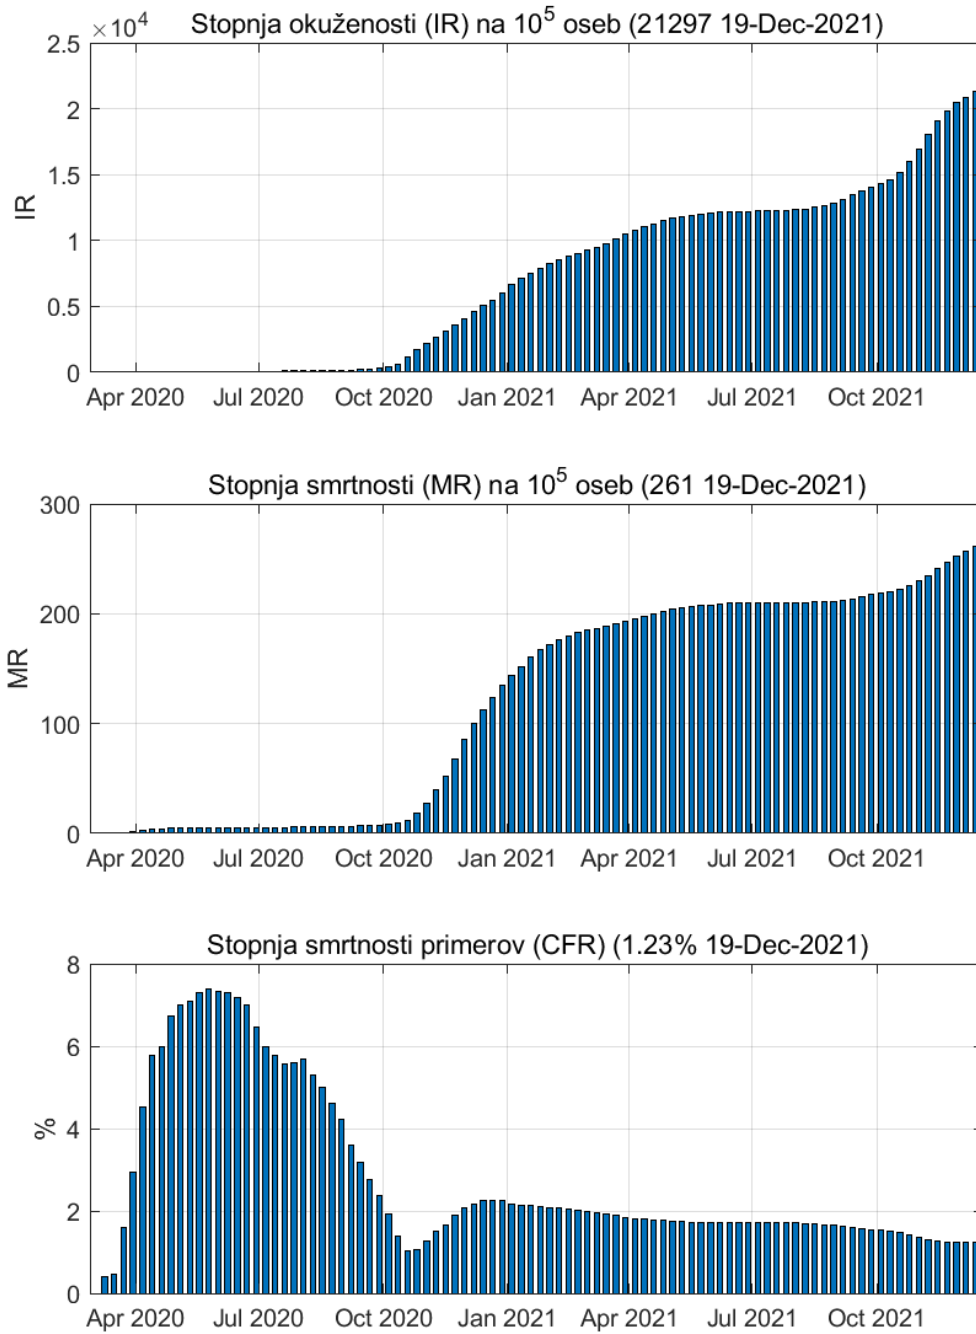 Stopnja okuženosti (IR) na 10^5 oseb (21297 19-Dec-2021)
×10^4
2.5
2
1.5
1
0.5
0
IR
Apr 2020 Jul 2020 Oct 2020 Jan 2021 Apr 2021 Jul 2021 Oct 2021
Stopnja smrtnosti (MR) na 10^5 oseb (261 19-Dec-2021)
300
200
100
0
MR
Apr 2020 Jul 2020 Oct 2020 Jan 2021 Apr 2021 Jul 2021 Oct 2021
Stopnja smrtnosti primerov (CFR) (1.23% 19-Dec-2021)
8
6
4
2
0
%
Apr 2020 Jul 2020 Oct 2020 Jan 2021 Apr 2021 Jul 2021 Oct 2021